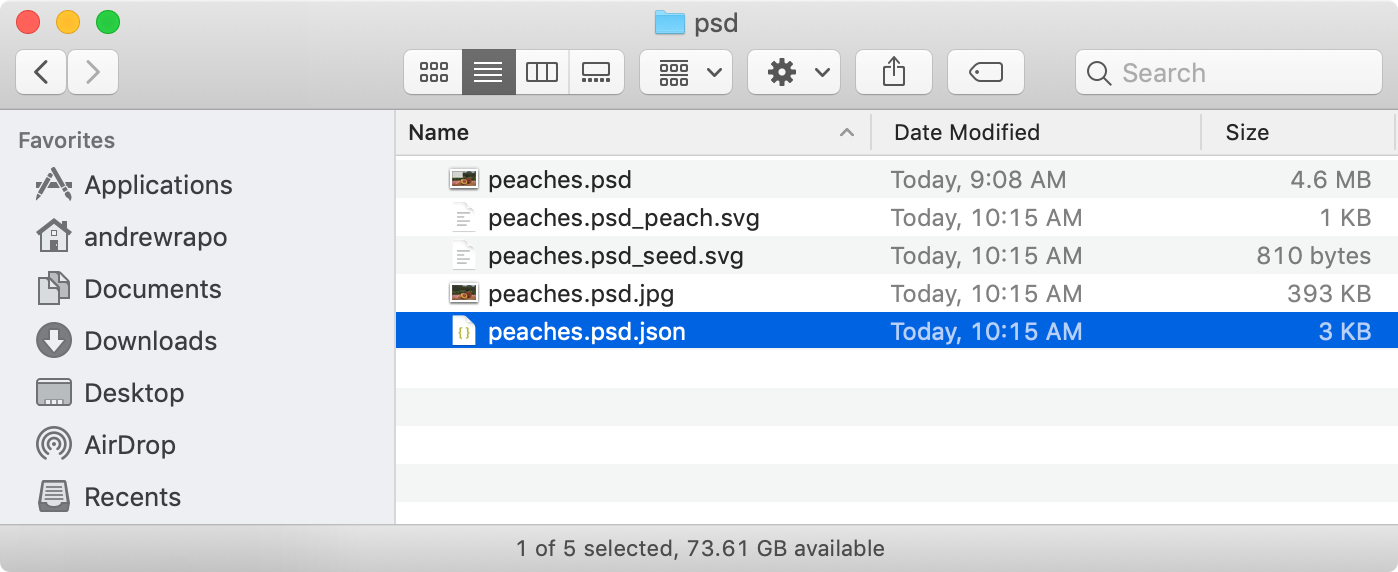 psd
Search
Favorites
Applications
andrewrapo
Documents
Downloads
Desktop
AirDrop
Recents
Name Date Modified Size
peaches.psd Today, 9:08 AM 4.6 MB
peaches.psd_peach.svg Today, 10:15 AM 1 KB
peaches.psd_seed.svg Today, 10:15 AM 810 bytes
peaches.psd.jpg Today, 10:15 AM 393 KB
peaches.psd.json Today, 10:15 AM 3 KB
1 of 5 selected, 73.61 GB available